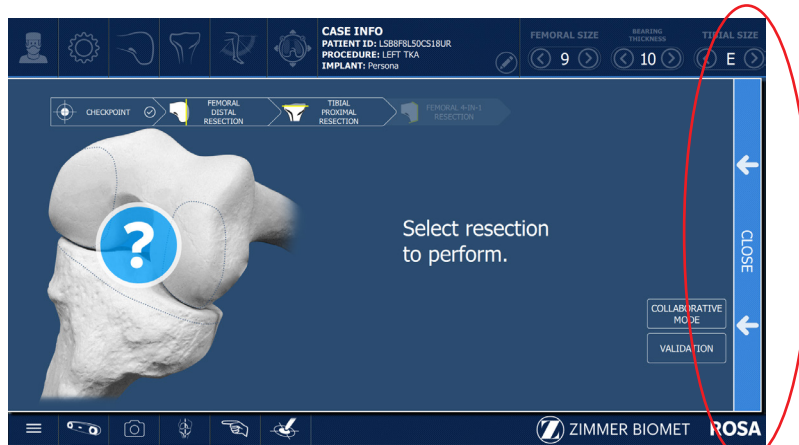 CASE INFO
PATIENT ID: LSB8F8L50CS18UR
PROCEDURE: LEFT TKA
IMPLANT: Persona
FEMORAL SIZE
9
BEARING
THICKNESS
10
TIBIAL SIZE
E
CHECKPOINT
FEMORAL
DISTAL
RESECTION
TIBIAL
PROXIMAL
RESECTION
FEMORAL 4-IN-1
RESECTION
?
Select resection
to perform.
CLOSE
COLLABORATIVE
MODE
VALIDATION
ZIMMER BIOMET
ROSA